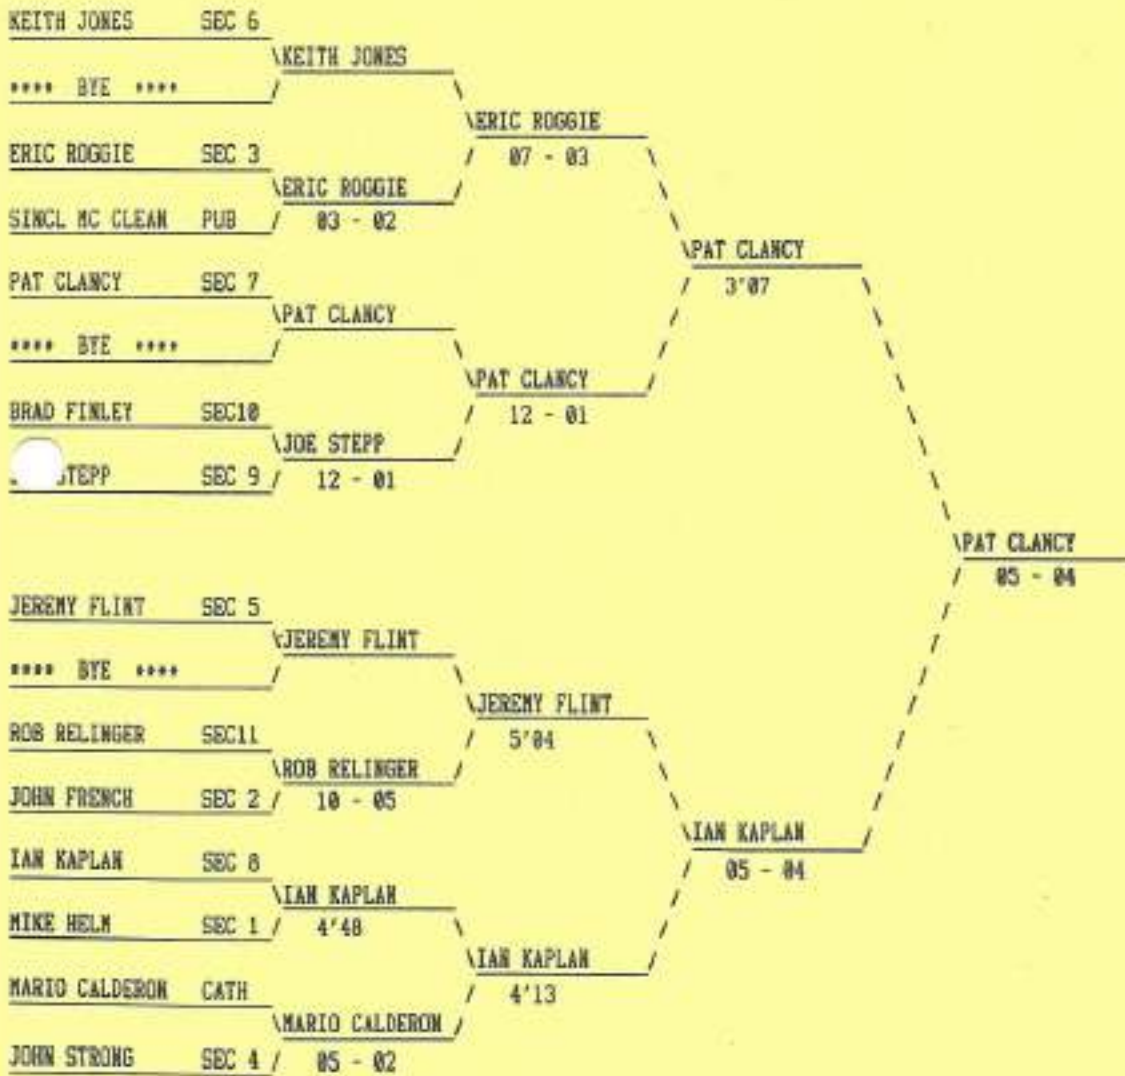 KEITH JONES SEC 6
KEITH JONES
**** BYE ****
ERIC ROGGIE
07 - 03
ERIC ROGGIE SEC 3
ERIC ROGGIE
03 - 02
SINCL MC CLEAN PUB
PAT CLANCY
3'07
PAT CLANCY SEC 7
PAT CLANCY
**** BYE ****
PAT CLANCY
12 - 01
BRAD FINLEY SEC10
JOE STEPP
12 - 01
STEPP SEC 9
PAT CLANCY
05 - 04
JEREMY FLINT SEC 5
JEREMY FLINT
**** BYE ****
JEREMY FLINT
5'04
ROB RELINGER SEC11
ROB RELINGER
10 - 05
JOHN FRENCH SEC 2
IAN KAPLAN
05 - 04
IAN KAPLAN SEC 8
IAN KAPLAN
4'48
MIKE HELM SEC 1
IAN KAPLAN
4'13
MARIO CALDERON CATH
MARIO CALDERON
05 - 02
JOHN STRONG SEC 4